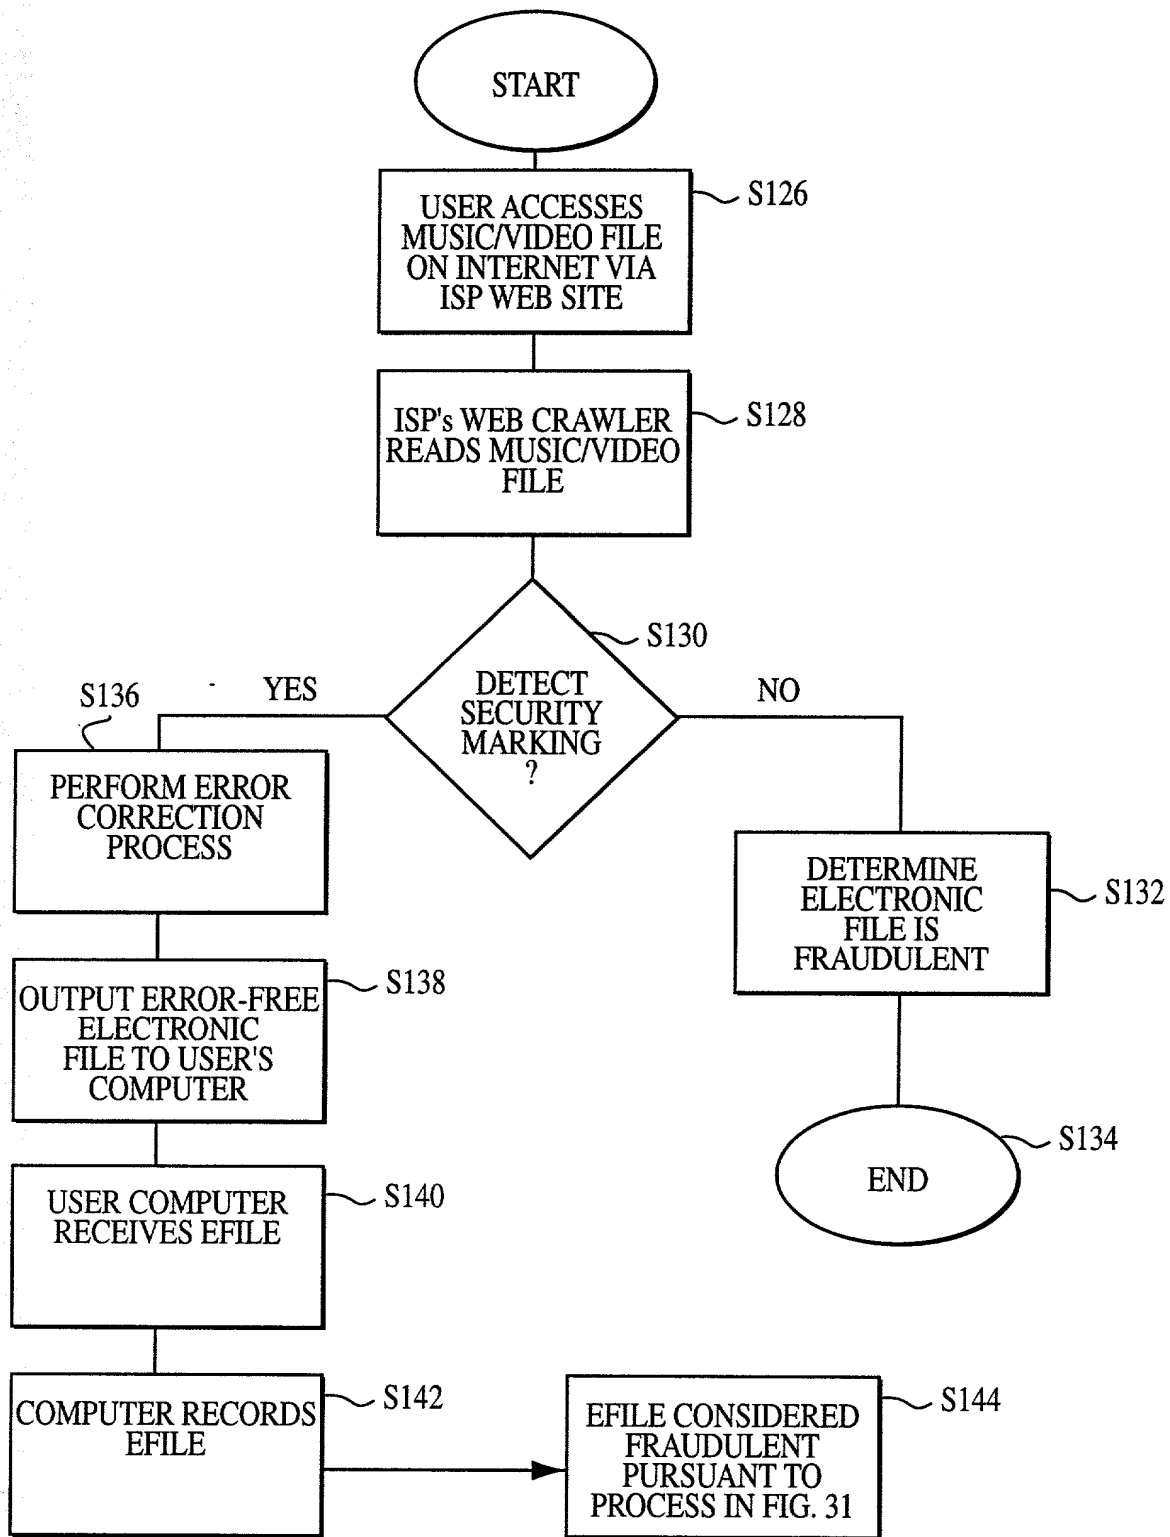 START
USER ACCESSES
MUSIC/VIDEO FILE
ON INTERNET VIA
ISP WEB SITE
S126
ISP's WEB CRAWLER
READS MUSIC/VIDEO
FILE
S128
DETECT
SECURITY
MARKING
?
S130
YES
NO
S136
PERFORM ERROR
CORRECTION
PROCESS
DETERMINE
ELECTRONIC
FILE IS
FRAUDULENT
S132
OUTPUT ERROR-FREE
ELECTRONIC
FILE TO USER'S
COMPUTER
S138
END
S134
USER COMPUTER
RECEIVES EFILE
S140
COMPUTER RECORDS
EFILE
S142
EFILE CONSIDERED
FRAUDULENT
PURSUANT TO
PROCESS IN FIG. 31
S144